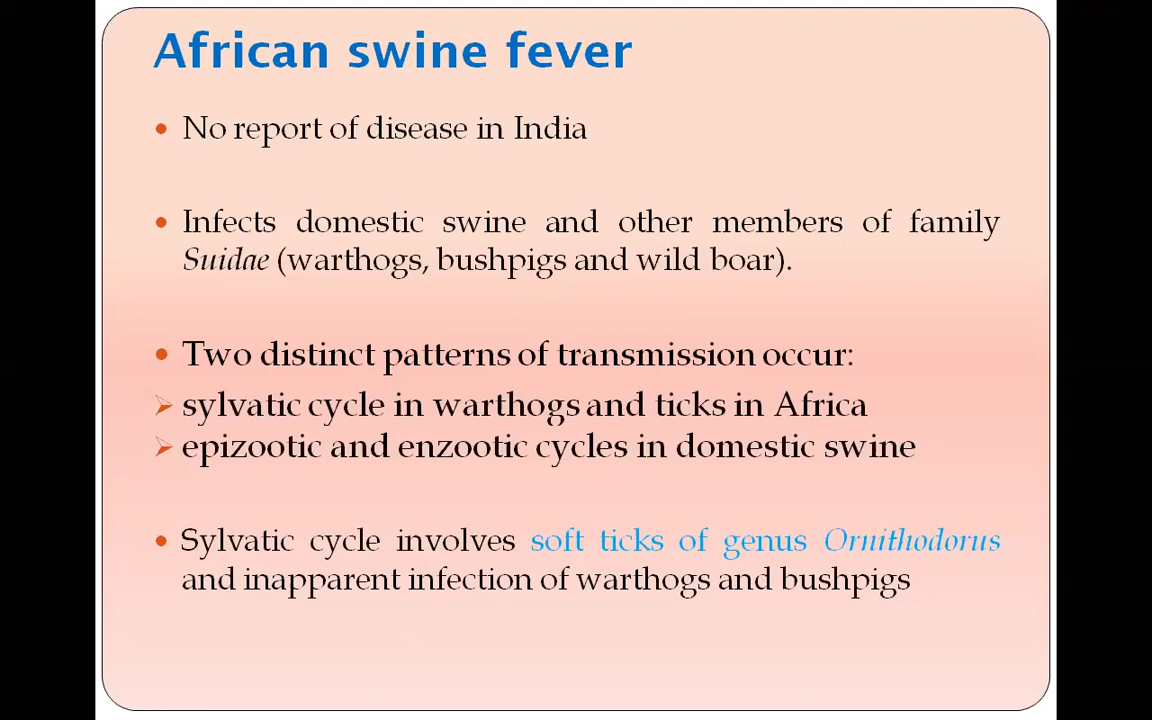 African swine fever
• No report of disease in India
• Infects domestic swine and other members of family
Suidae (warthogs, bushpigs and wild boar).
• Two distinct patterns of transmission occur:
➢ sylvatic cycle in warthogs and ticks in Africa
➢ epizootic and enzootic cycles in domestic swine
• Sylvatic cycle involves soft ticks of genus Ornithodorus
and inapparent infection of warthogs and bushpigs